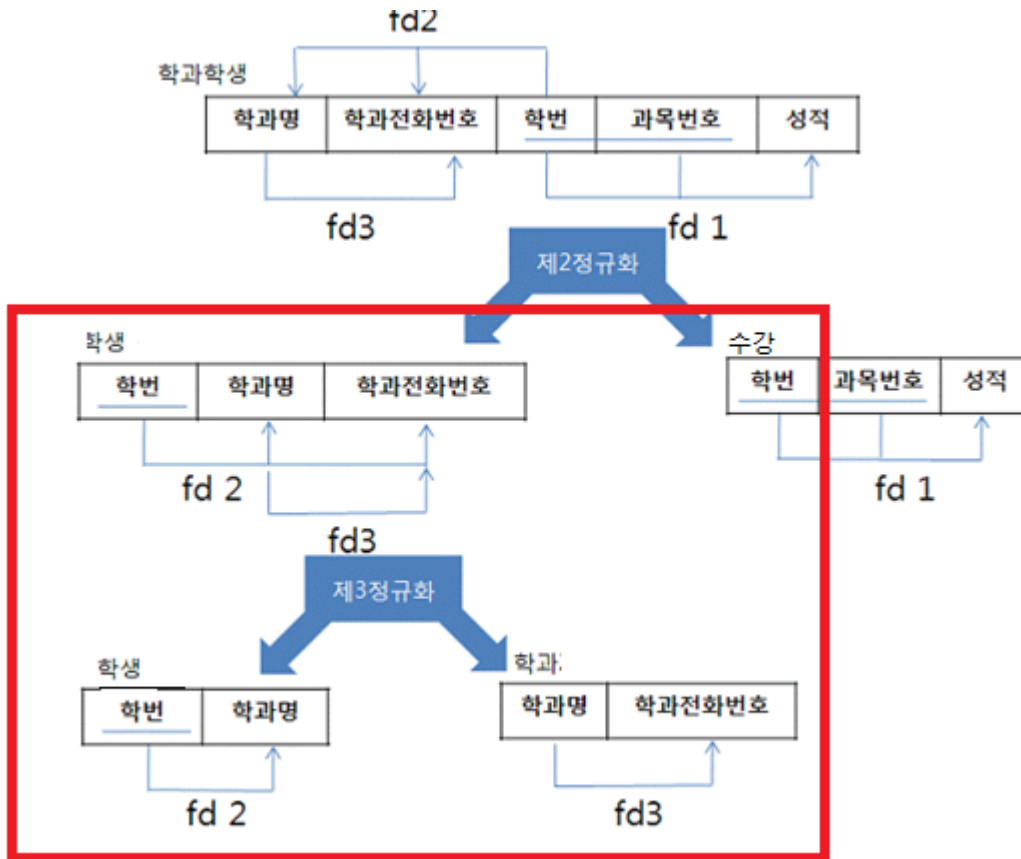 fd2
학과학생
학과명 학과전화번호 학번 과목번호 성적
fd3 fd 1
제2정규화
학생
학번 학과명 학과전화번호
수강
학번 과목번호 성적
fd 2
fd3
fd 1
제3정규화
학생
학번 학과명
학과
학과명 학과전화번호
fd 2
fd3